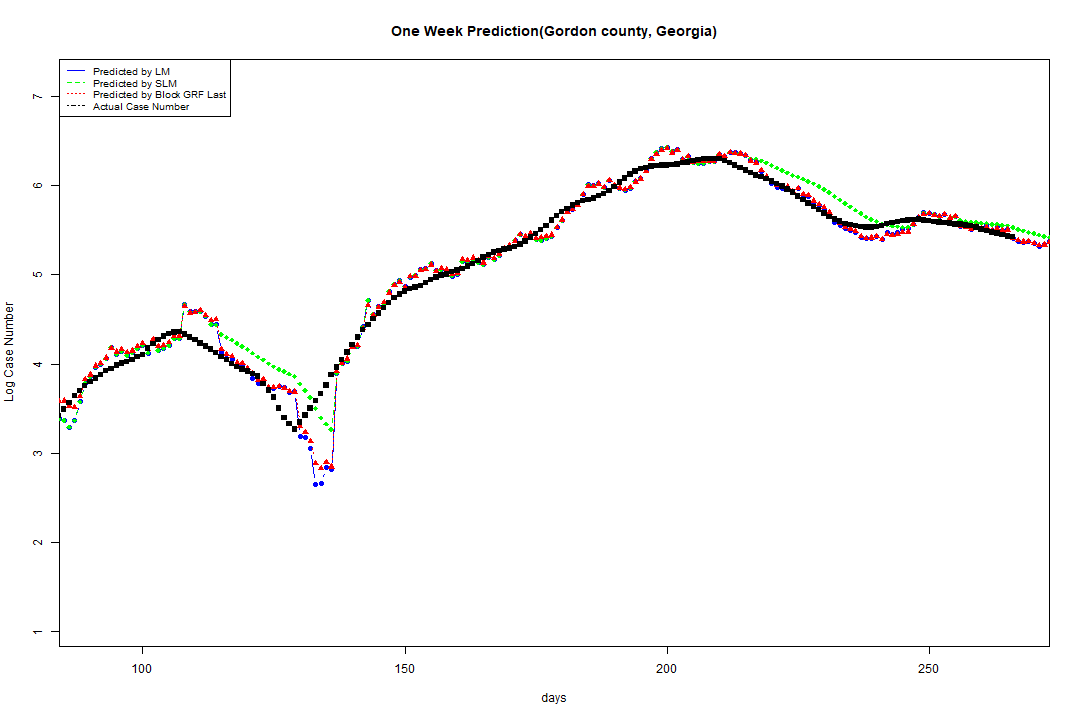 One Week Prediction(Gordon county, Georgia)
Predicted by LM
Predicted by SLM
Predicted by Block GRF Last
Actual Case Number
7
6
5
4
3
2
1
Log Case Number
100 150 200 250
days